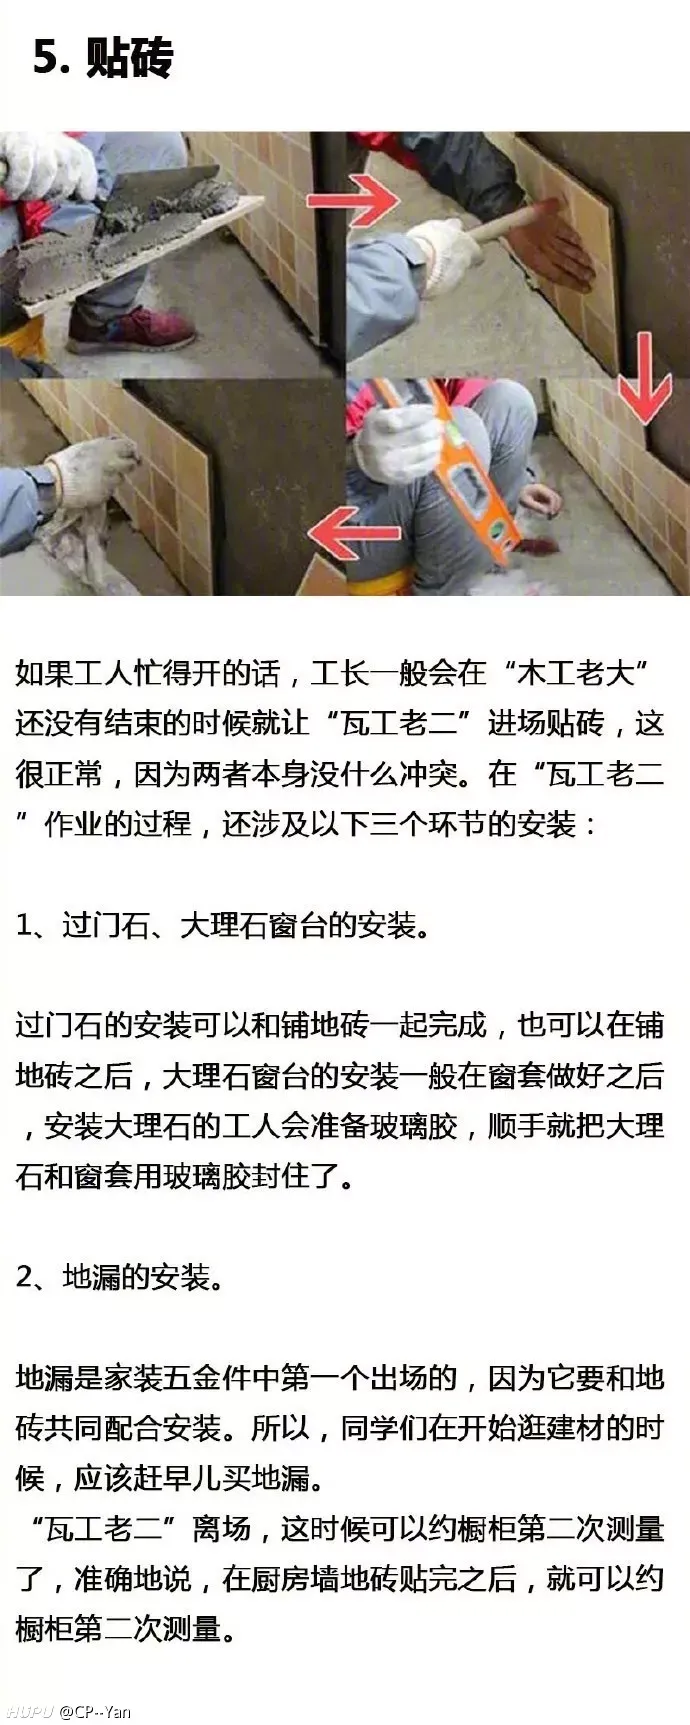 5. 贴砖
如果工人忙得开的话，工长一般会在“木工老大”
还没有结束的时候就让“瓦工老二”进场贴砖，这
很正常，因为两者本身没什么冲突。在“瓦工老二
”作业的过程，还涉及以下三个环节的安装：
1、过门石、大理石窗台的安装。
过门石的安装可以和铺地砖一起完成，也可以在铺
地砖之后，大理石窗台的安装一般在窗套做好之后
，安装大理石的工人会准备玻璃胶，顺手就把大理
石和窗套用玻璃胶封住了。
2、地漏的安装。
地漏是家装五金件中第一个出场的，因为它要和地
砖共同配合安装。所以，同学们在开始逛建材的时
候，应该赶早儿买地漏。
“瓦工老二”离场，这时候可以约橱柜第二次测量
了，准确地说，在厨房墙地砖贴完之后，就可以约
橱柜第二次测量。
HUPU @CP--Yan